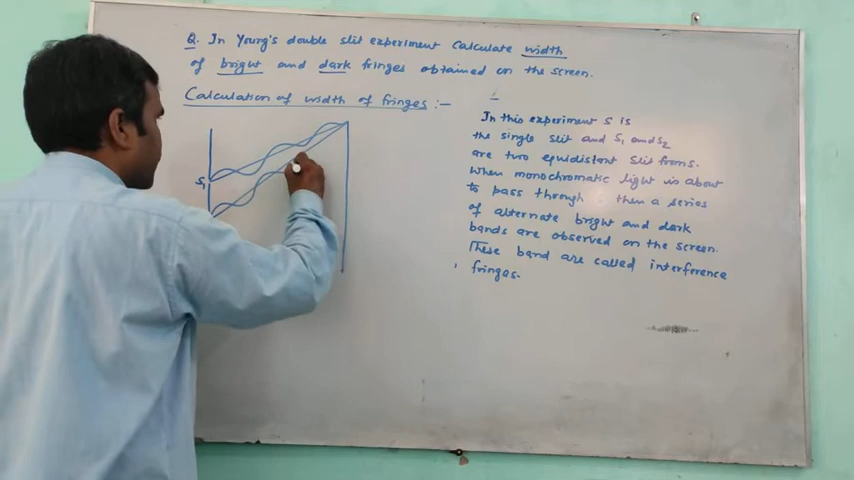 Q. In Young's double slit experiment calculate width
of bright and dark fringes obtained on the screen.
Calculation of width of fringes :-
In this experiment S is
the single slit and S1 and S2
are two equidistant slit from S.
When monochromatic light is about
to pass through S then a series
of alternate bright and dark
bands are observed on the screen.
These band are called interference
fringes.
S1